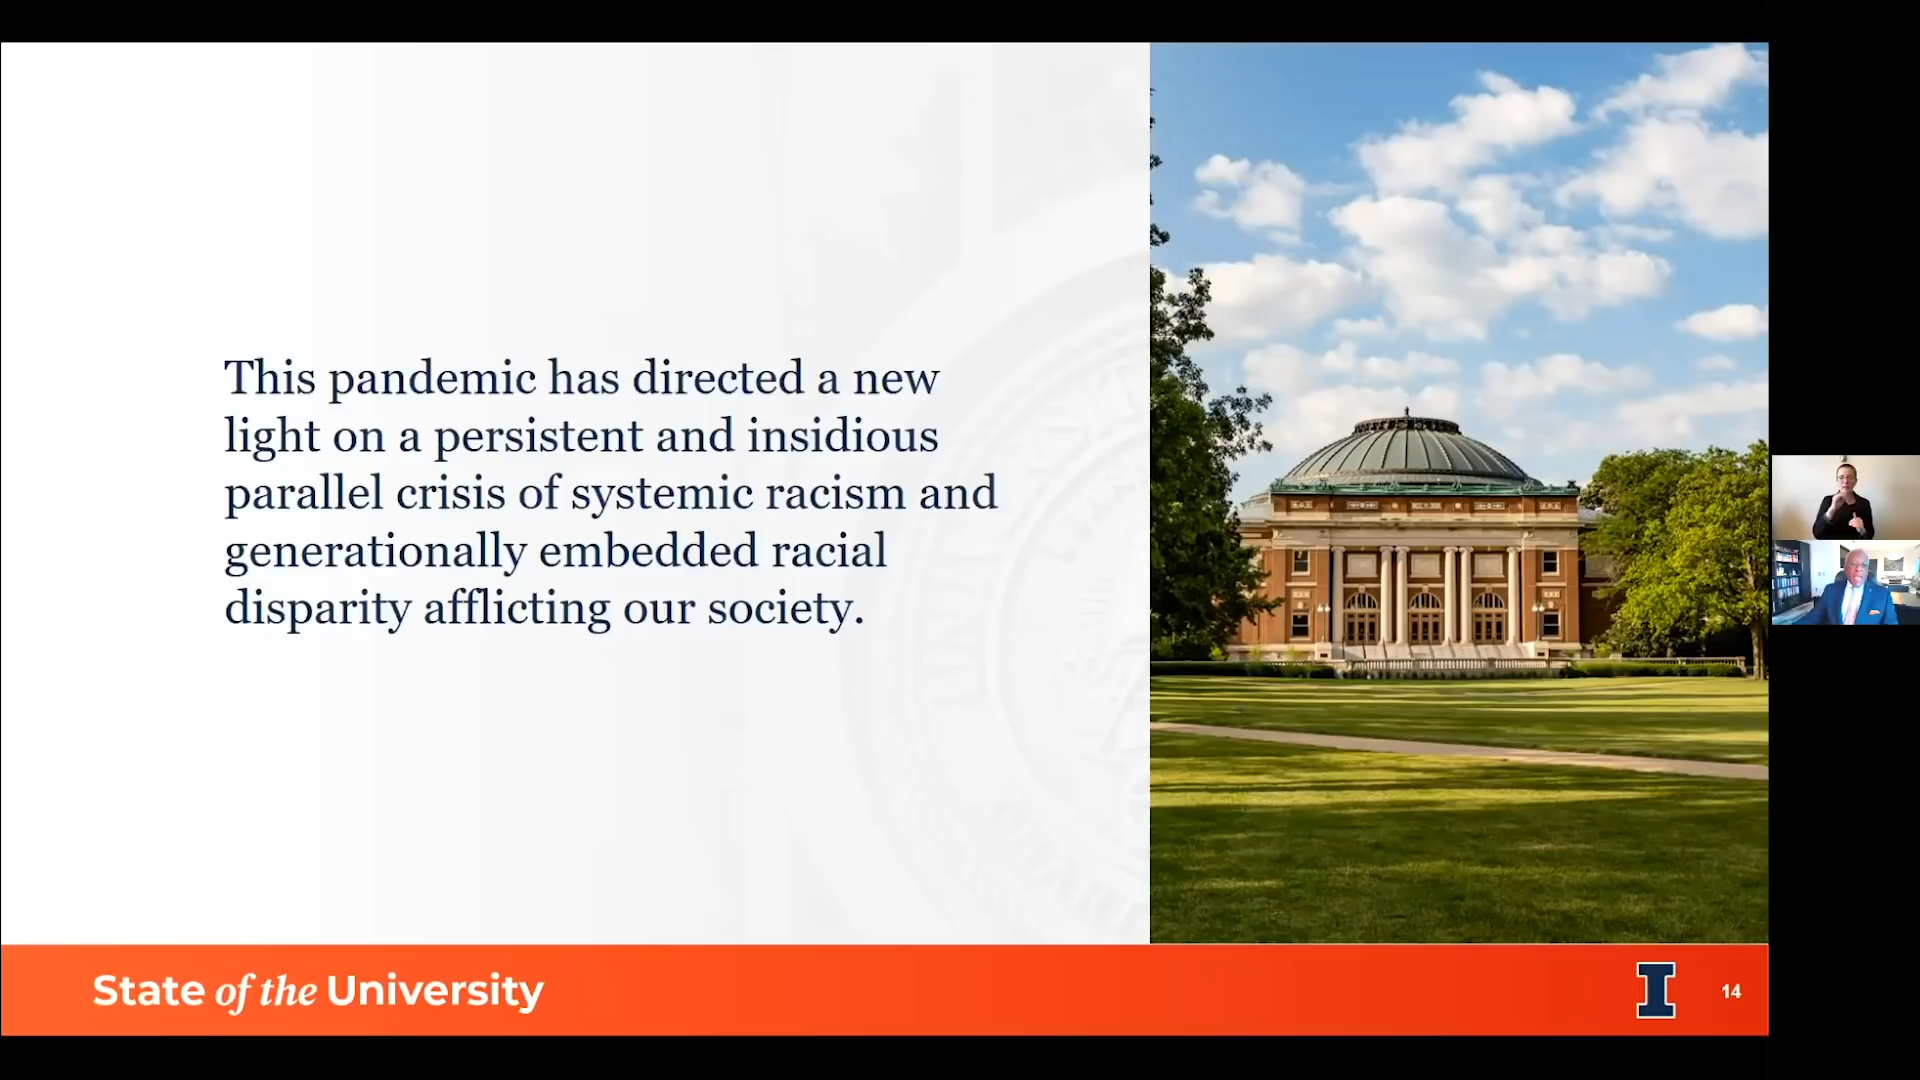 This pandemic has directed a new
light on a persistent and insidious
parallel crisis of systemic racism and
generationally embedded racial
disparity afflicting our society.
State of the University
I
14